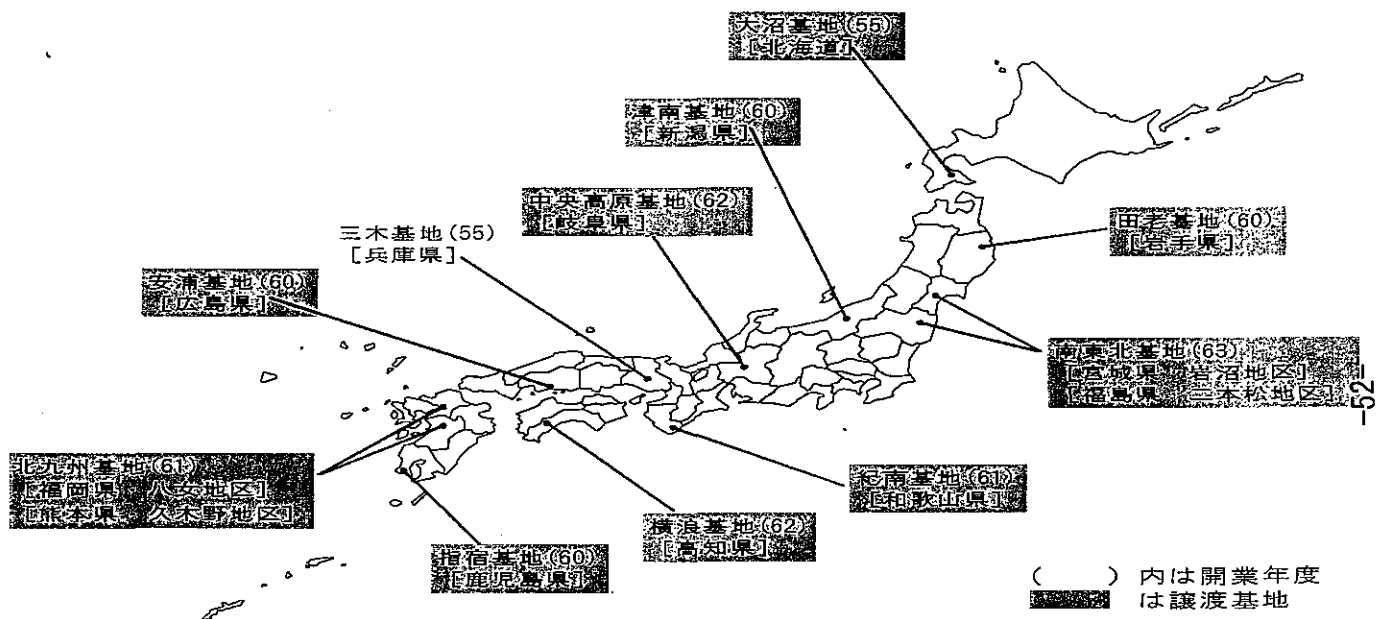 大沼基地(55)
[北海道]
津南基地(60)
[新潟県]
中央高原基地(62)
[岐阜県]
三木基地(55)
[兵庫県]
安浦基地(60)
[広島県]
田老基地(60)
[岩手県]
南東北基地(63)
[宮城県 岩沼地区]
[福島県 二本松地区]
-52-
北九州基地(61)
[福岡県 八女地区]
[熊本県 久木野地区]
紀南基地(61)
[和歌山県]
横浪基地(62)
[高知県]
指宿基地(60)
[鹿児島県]
( ) 内は開業年度
は譲渡基地